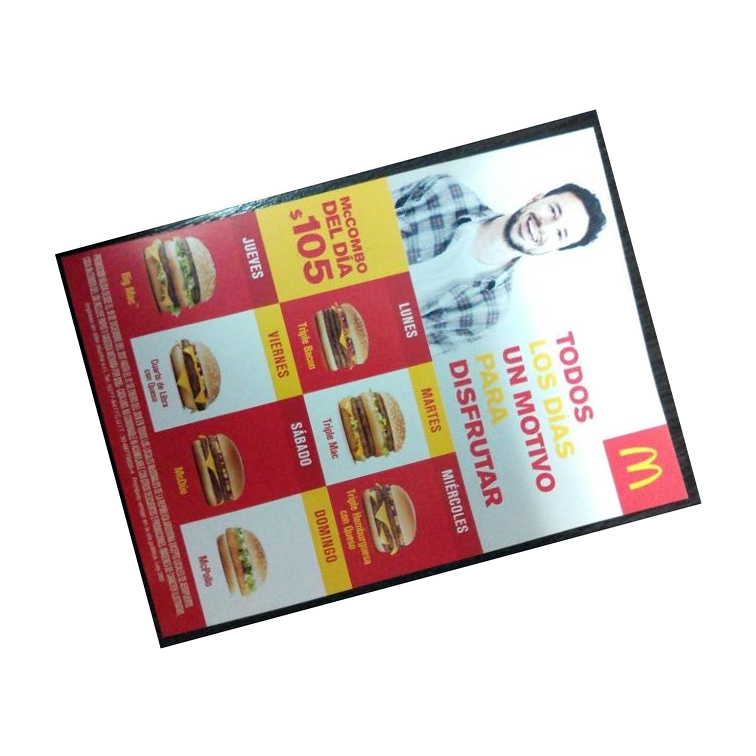 TODOS
LOS DÍAS
UN MOTIVO
PARA
DISFRUTAR
McCOMBO
DEL DÍA
$105
LUNES
Triple Bacon
MARTES
Triple Mac
MIÉRCOLES
Triple Hamburguesa
con Queso
JUEVES
Big Mac™
VIERNES
Cuarto de Libra
con Queso
SÁBADO
McDúo
DOMINGO
McPollo